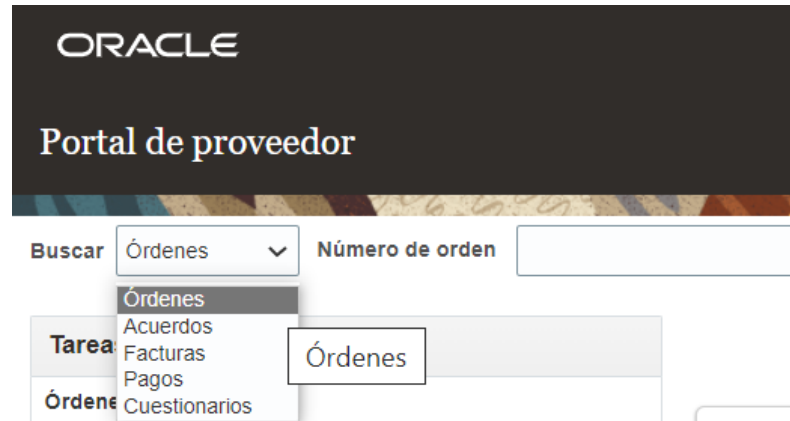 ORACLE
Portal de proveedor
Buscar Órdenes Número de orden
Órdenes
Acuerdos
Facturas
Pagos
Cuestionarios
Órdenes